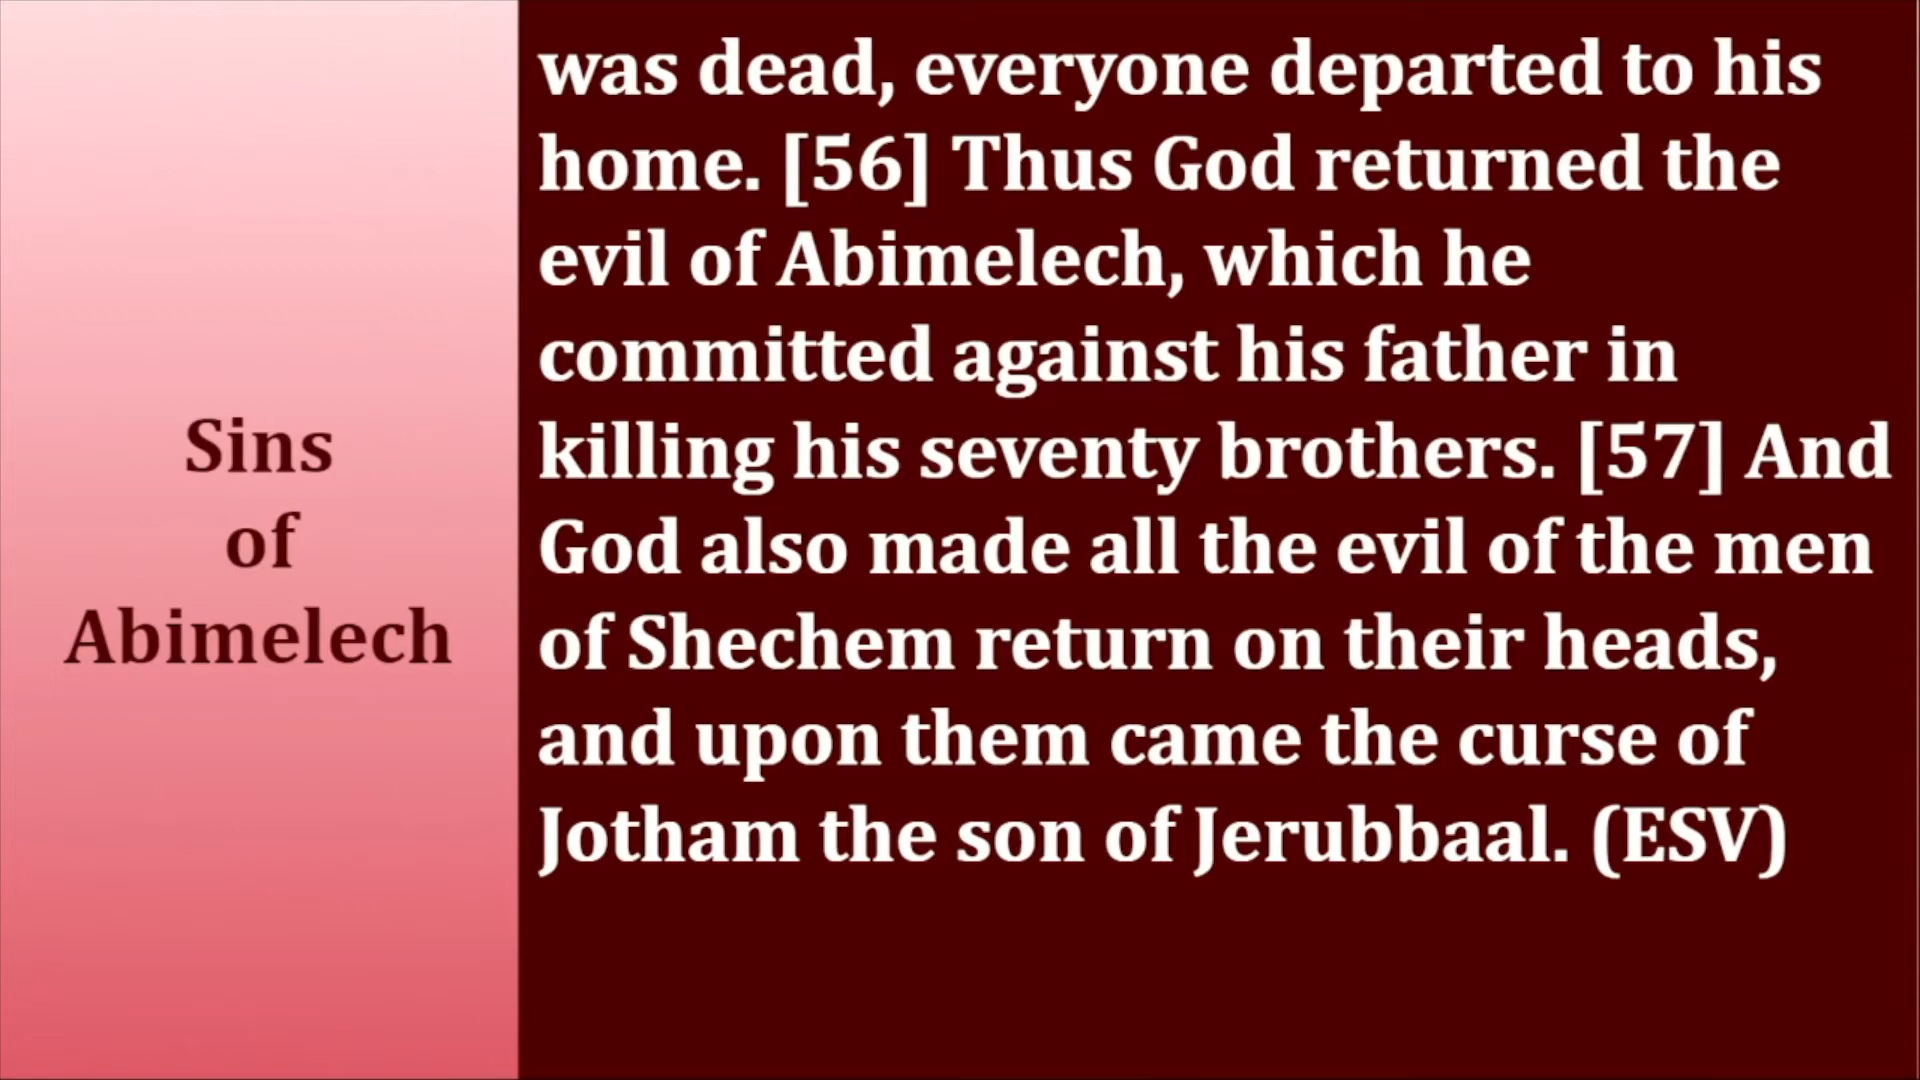 Sins
of
Abimelech
was dead, everyone departed to his
home. [56] Thus God returned the
evil of Abimelech, which he
committed against his father in
killing his seventy brothers. [57] And
God also made all the evil of the men
of Shechem return on their heads,
and upon them came the curse of
Jotham the son of Jerubbaal. (ESV)